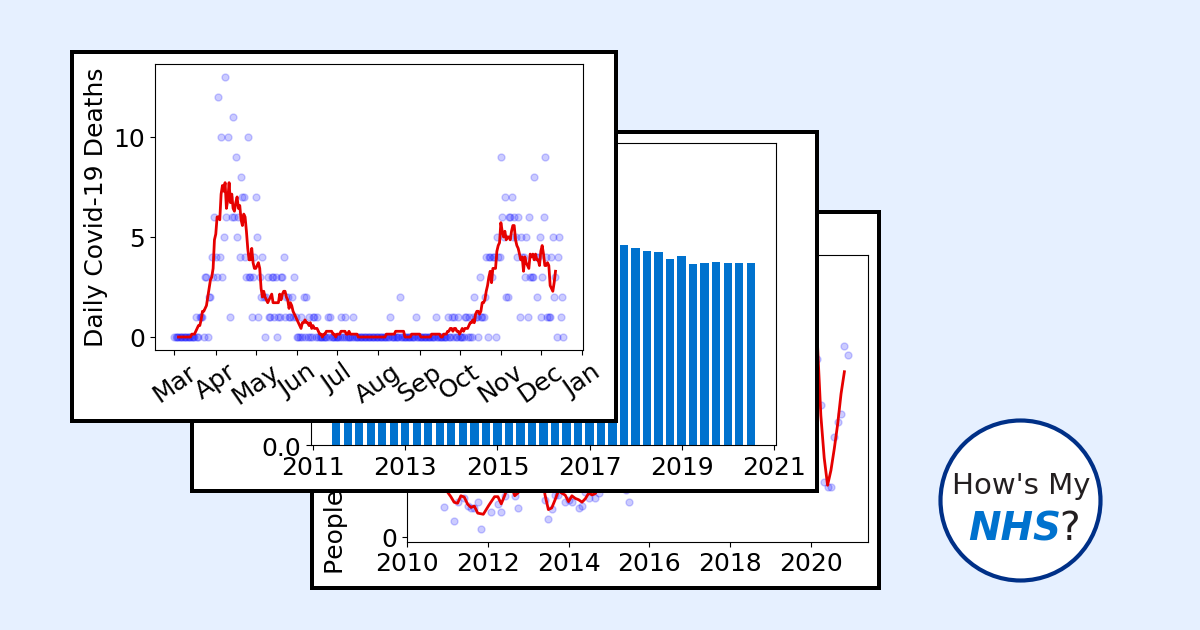 Daily Covid-19 Deaths
10
5
0
Mar Apr May Jun Jul Aug Sep Oct Nov Dec Jan
0.0
2011 2013 2015 2017 2019 2021
People
0
2010 2012 2014 2016 2018 2020
How's My
NHS?